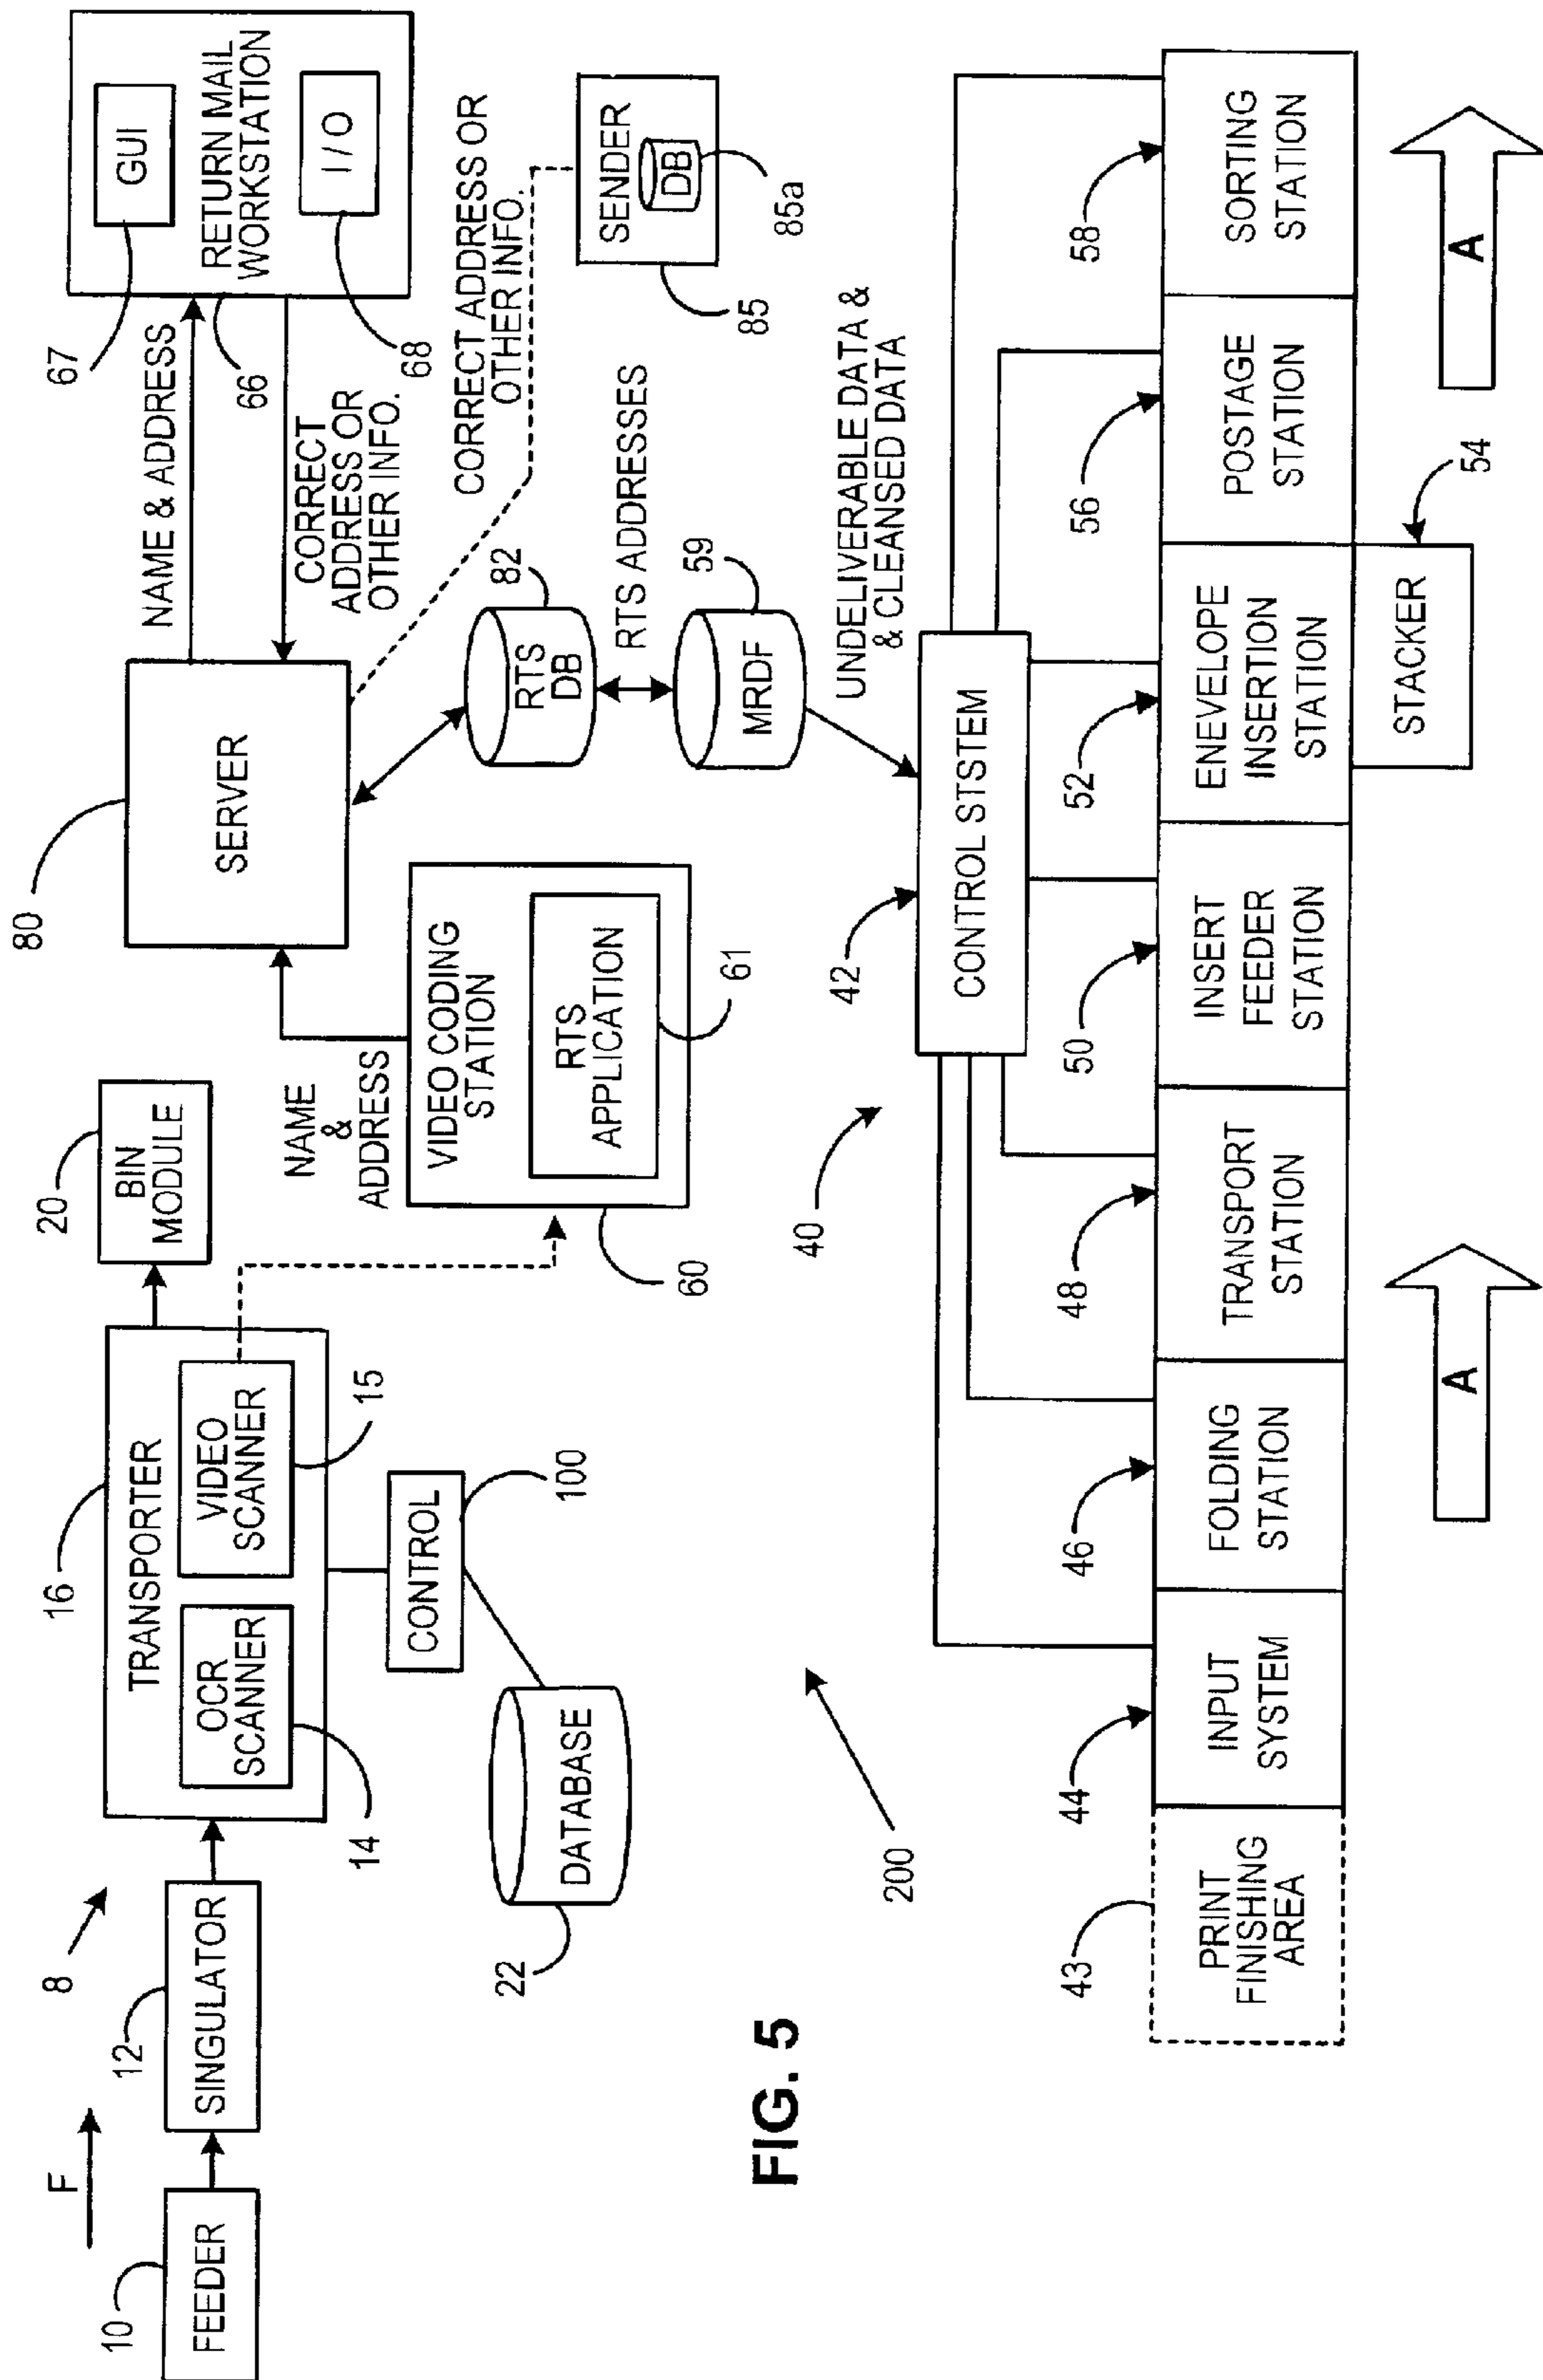 F
8
10
FEEDER
12
SINGULATOR
16
TRANSPORTER
OCR
SCANNER
14
VIDEO
SCANNER
15
20
BIN
MODULE
CONTROL
100
DATABASE
22
NAME
&
ADDRESS
VIDEO CODING
STATION
RTS
APPLICATION
61
60
80
SERVER
NAME & ADDRESS
66
CORRECT
ADDRESS OR
OTHER INFO.
67
GUI
RETURN MAIL
WORKSTATION
I/O
68
CORRECT ADDRESS OR
OTHER INFO.
SENDER
DB
85a
85
82
RTS
DB
RTS ADDRESSES
59
MRDF
UNDELIVERABLE DATA &
& CLEANSED DATA
200
40
42
CONTROL STSTEM
43
PRINT
FINISHING
AREA
44
INPUT
SYSTEM
46
FOLDING
STATION
48
TRANSPORT
STATION
50
INSERT
FEEDER
STATION
52
ENEVELOPE
INSERTION
STATION
54
STACKER
56
POSTAGE
STATION
58
SORTING
STATION
A
A
FIG. 5